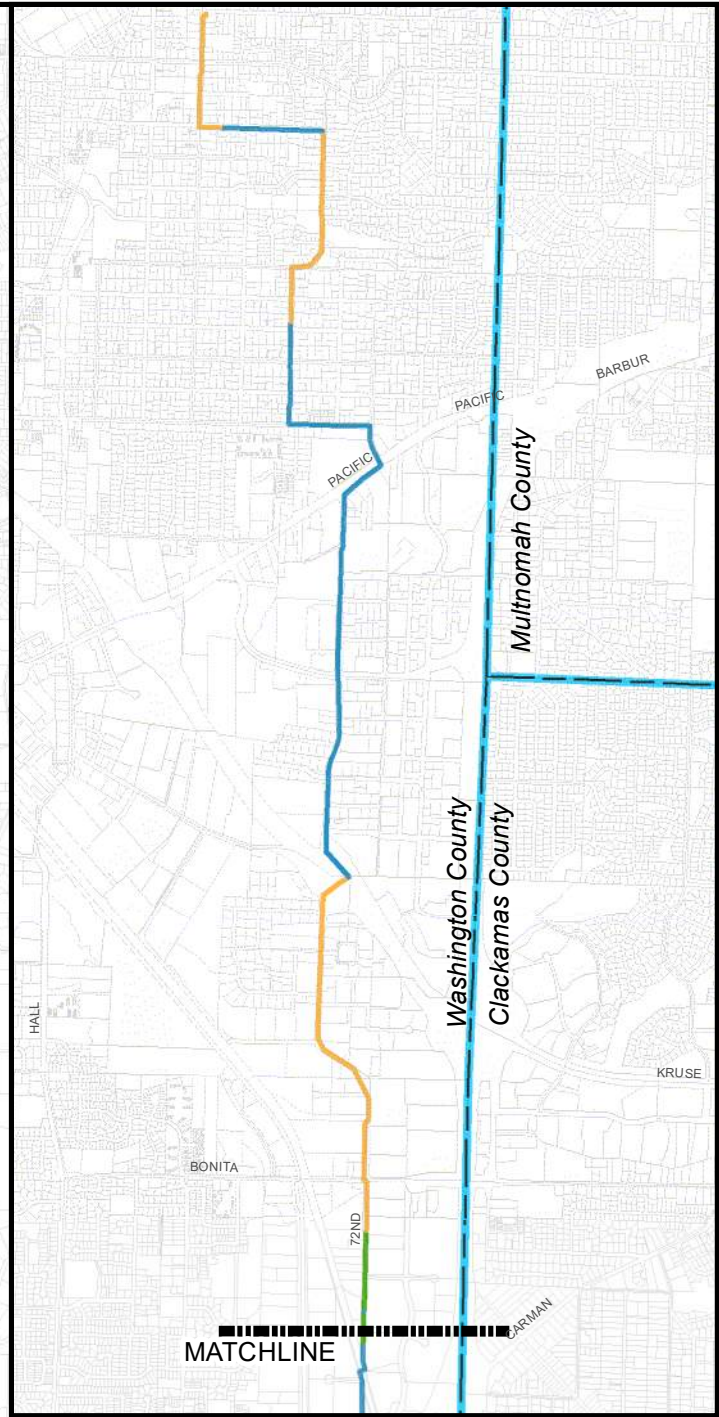 BARBUR
PACIFIC
PACIFIC
Multnomah County
Washington County
Clackamas County
HALL
KRUSE
BONITA
72ND
CARMAN
MATCHLINE